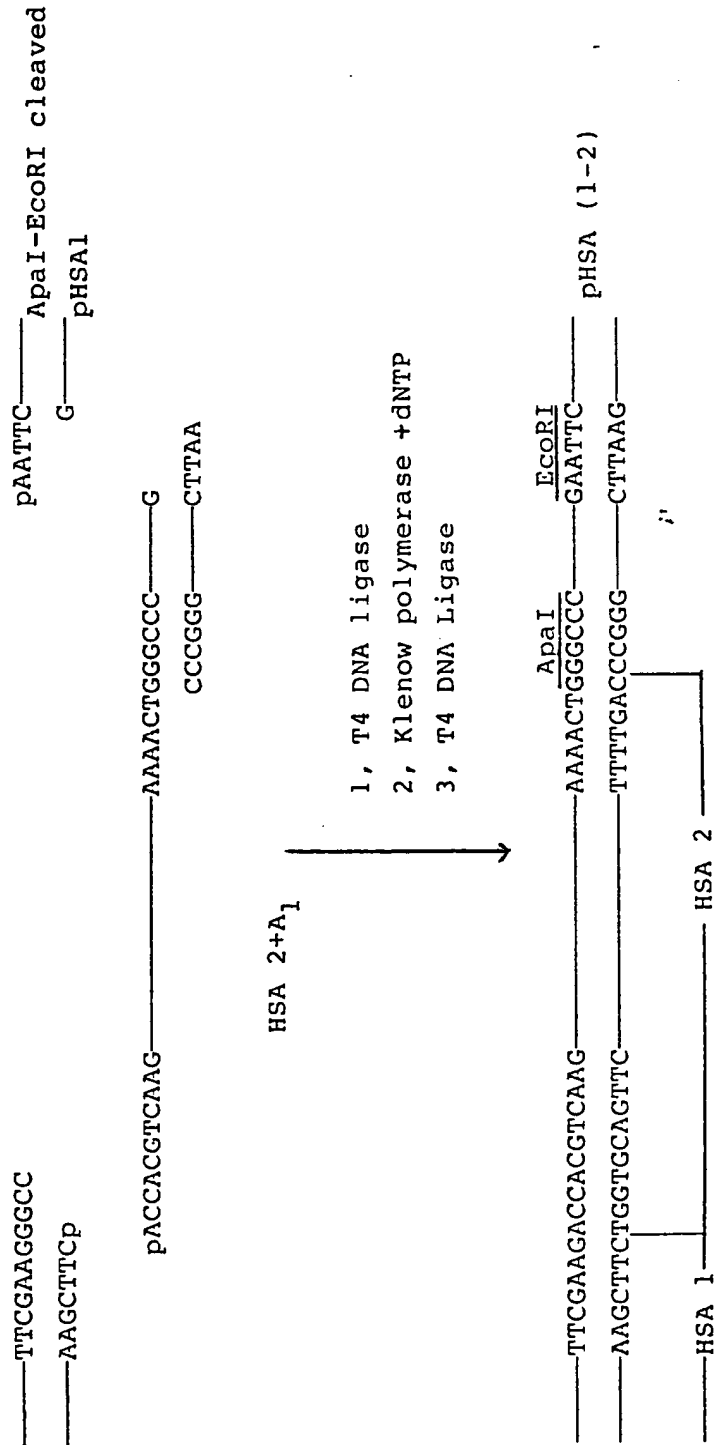 TTCGAAGGGCC
AAGCTTCp
pAATTC
ApaI-EcoRI cleaved
G
pHSA1
pACCACGTCAAG AAAACTGGGCCC G
CCCGGG CTTAA
HSA 2+A1
1, T4 DNA ligase
2, Klenow polymerase +dNTP
3, T4 DNA Ligase
ApaI EcoRI
TTCGAAGACCACGTCAAG AAAACTGGGCCC GAATTC
pHSA (1-2)
AAGCTTCTGGTGCAGTTC TTTTGACCCGGG CTTAAG
HSA 1 HSA 2